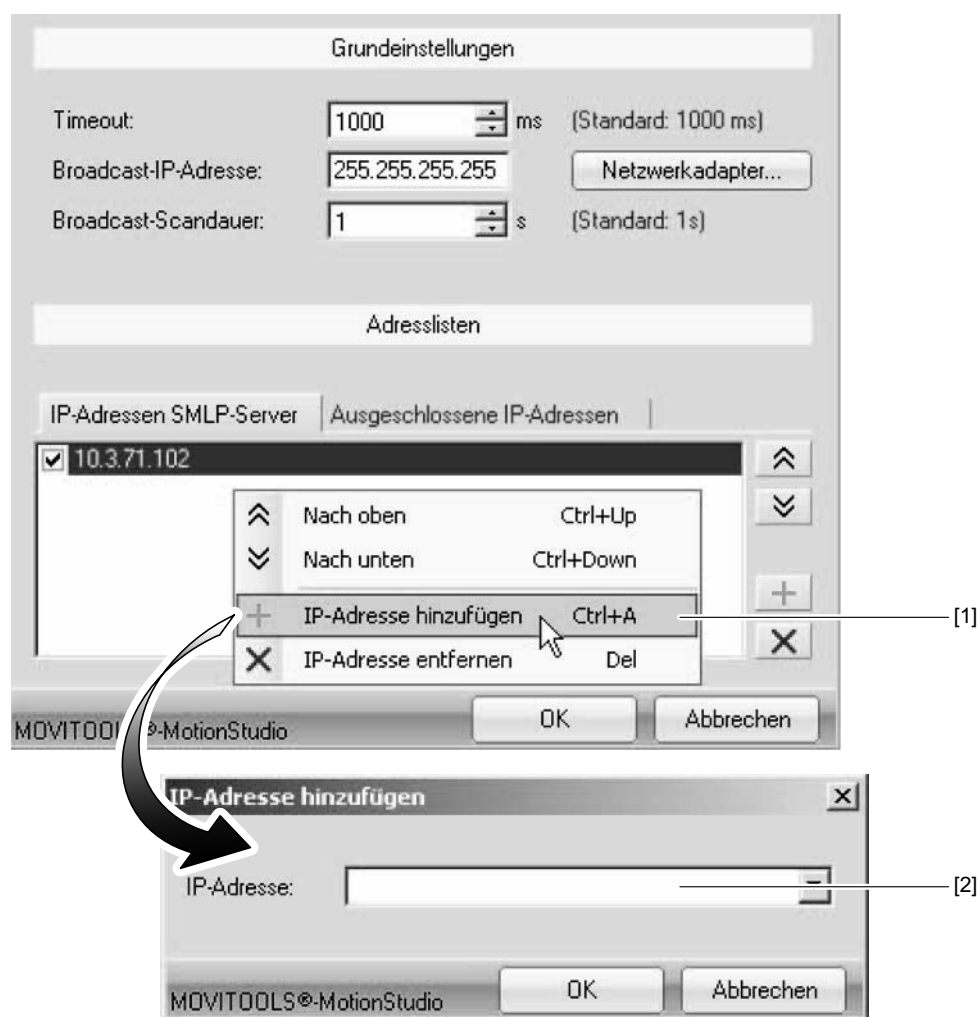 Grundeinstellungen
Timeout: 1000 ms (Standard: 1000 ms)
Broadcast-IP-Adresse: 255.255.255.255 Netzwerkadapter...
Broadcast-Scandauer: 1 s (Standard: 1s)
Adresslisten
IP-Adressen SMLP-Server Ausgeschlossene IP-Adressen
10.3.71.102
Nach oben Ctrl+Up
Nach unten Ctrl+Down
IP-Adresse hinzufügen Ctrl+A [1]
IP-Adresse entfernen Del
-MotionStudio OK Abbrechen
IP-Adresse hinzufügen
IP-Adresse: [2]
MOVITOOLS®-MotionStudio OK Abbrechen